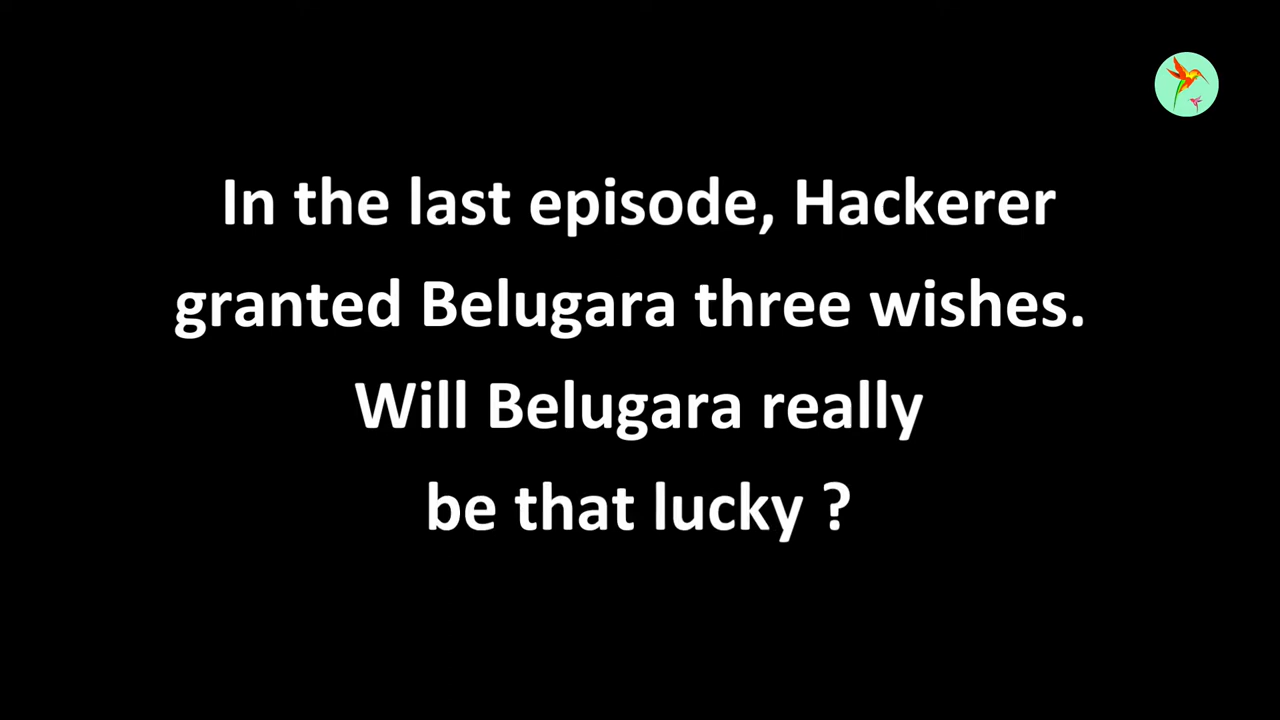 In the last episode, Hackerer
granted Belugara three wishes.
Will Belugara really
be that lucky ?